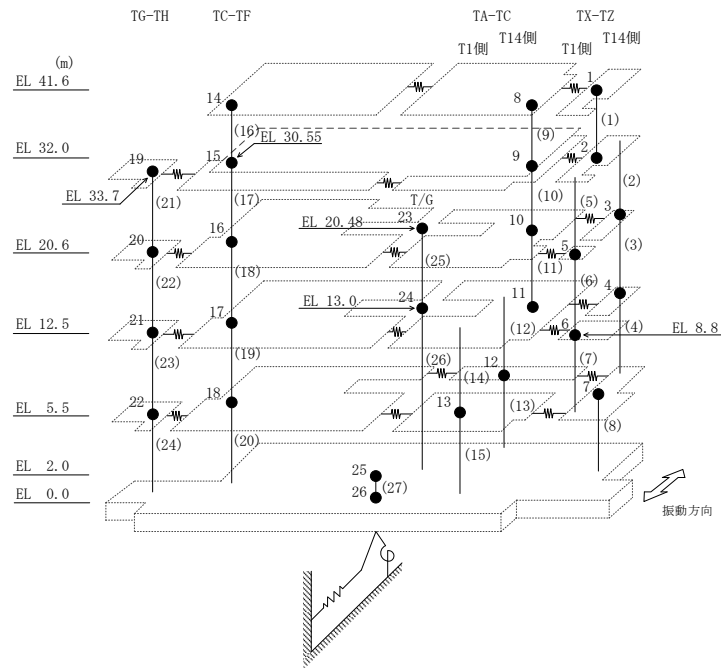 TG-TH TC-TF TA-TC TX-TZ
T1側 T14側 T1側 T14側
(m)
EL 41.6
14 8 1
(16) (9) (1)
EL 32.0
19 15 EL 30.55 9 2
EL 33.7
(21) (17) (10) (2)
T/G
16 EL 20.48 23 10 (5) 3
EL 20.6
20 (18) (25) (11) 5 (3)
(22)
EL 13.0 24 11 (6) 4
EL 12.5
21 17 (12) 6 (4) EL 8.8
(23) (19) (26) 12 (7)
(14)
EL 5.5
22 18 13 (13) 7
(24) (20) (15) (8)
EL 2.0
25
(27)
EL 0.0
26
振動方向